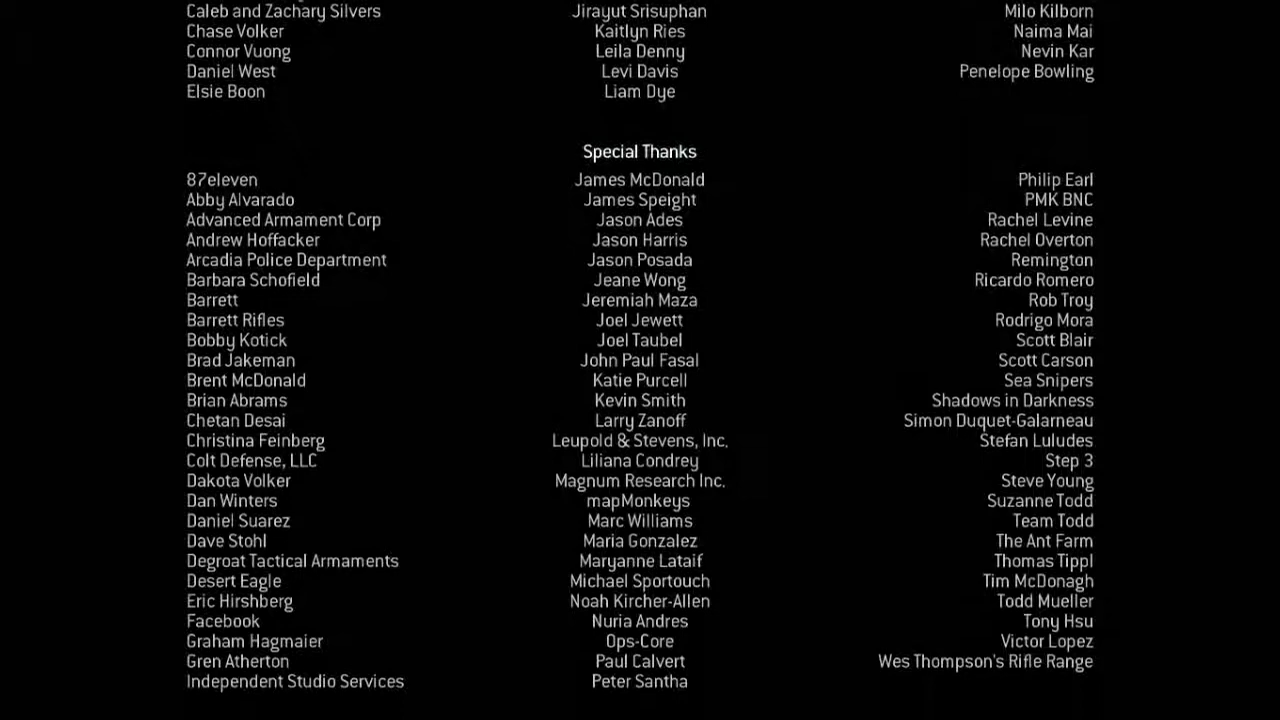 Caleb and Zachary Silvers
Chase Volker
Connor Vuong
Daniel West
Elsie Boon
Jirayut Srisuphan
Kaitlyn Ries
Leila Denny
Levi Davis
Liam Dye
Milo Kilborn
Naima Mai
Nevin Kar
Penelope Bowling
Special Thanks
87eleven
Abby Alvarado
Advanced Armament Corp
Andrew Hoffacker
Arcadia Police Department
Barbara Schofield
Barrett
Barrett Rifles
Bobby Kotick
Brad Jakeman
Brent McDonald
Brian Abrams
Chetan Desai
Christina Feinberg
Colt Defense, LLC
Dakota Volker
Dan Winters
Daniel Suarez
Dave Stohl
Degroat Tactical Armaments
Desert Eagle
Eric Hirshberg
Facebook
Graham Hagmaier
Gren Atherton
Independent Studio Services
James McDonald
James Speight
Jason Ades
Jason Harris
Jason Posada
Jeane Wong
Jeremiah Maza
Joel Jewett
Joel Taubel
John Paul Fasal
Katie Purcell
Kevin Smith
Larry Zanoff
Leupold & Stevens, Inc.
Liliana Condrey
Magnum Research Inc.
mapMonkeys
Marc Williams
Maria Gonzalez
Maryanne Lataif
Michael Sportouch
Noah Kircher-Allen
Nuria Andres
Ops-Core
Paul Calvert
Peter Santha
Philip Earl
PMK BNC
Rachel Levine
Rachel Overton
Remington
Ricardo Romero
Rob Troy
Rodrigo Mora
Scott Blair
Scott Carson
Sea Snipers
Shadows in Darkness
Simon Duquet-Galarneau
Stefan Luludes
Step 3
Steve Young
Suzanne Todd
Team Todd
The Ant Farm
Thomas Tippl
Tim McDonagh
Todd Mueller
Tony Hsu
Victor Lopez
Wes Thompson's Rifle Range